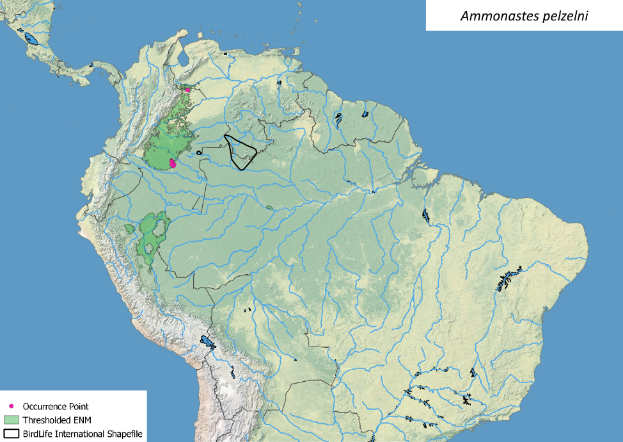 Ammonastes pelzelni
Occurrence Point
Thresholded ENM
BirdLife International Shapefile